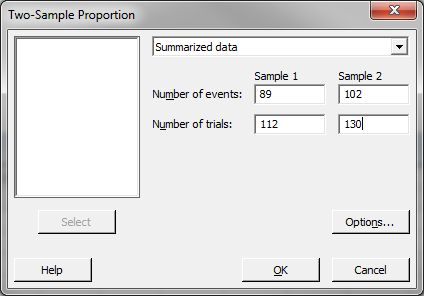 Two-Sample Proportion
Summarized data
Sample 1 Sample 2
Number of events: 89 102
Number of trials: 112 130
Select
Options...
Help OK Cancel